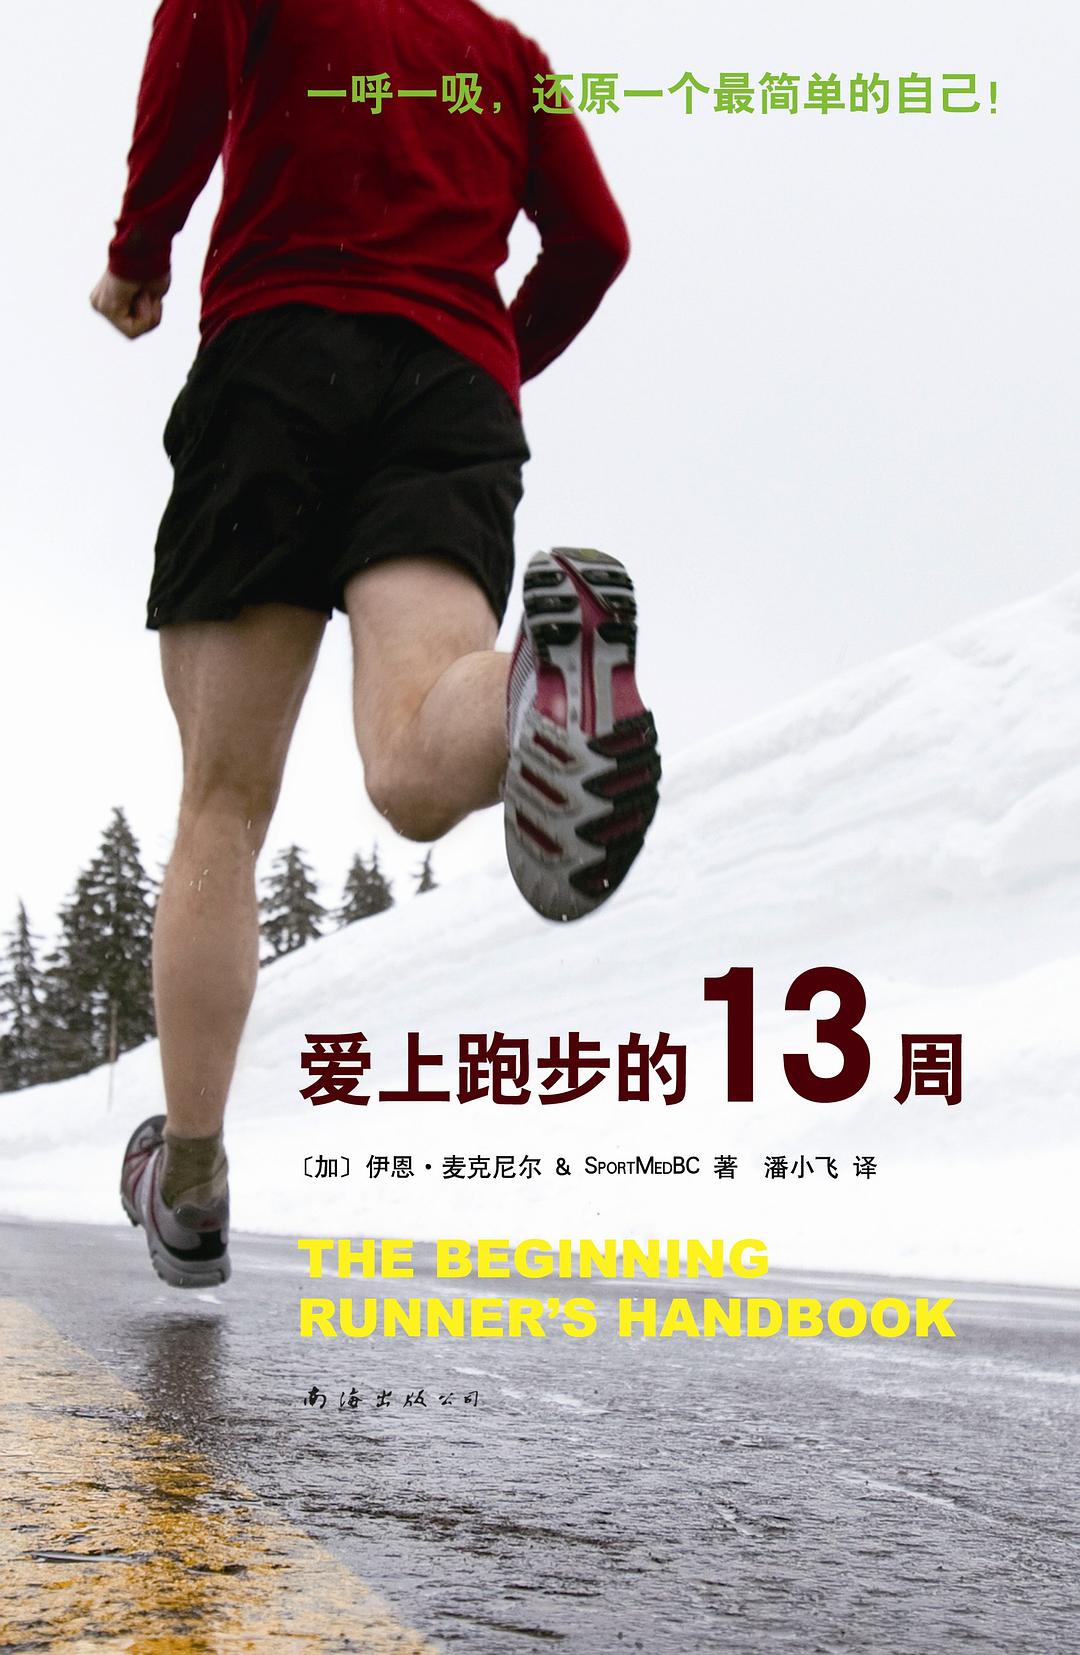 一呼一吸，还原一个最简单的自己！
爱上跑步的13周
〔加〕伊恩·麦克尼尔 & SPORTMEDBC 著 潘小飞 译
THE BEGINNING
RUNNER’S HANDBOOK
南海出版公司